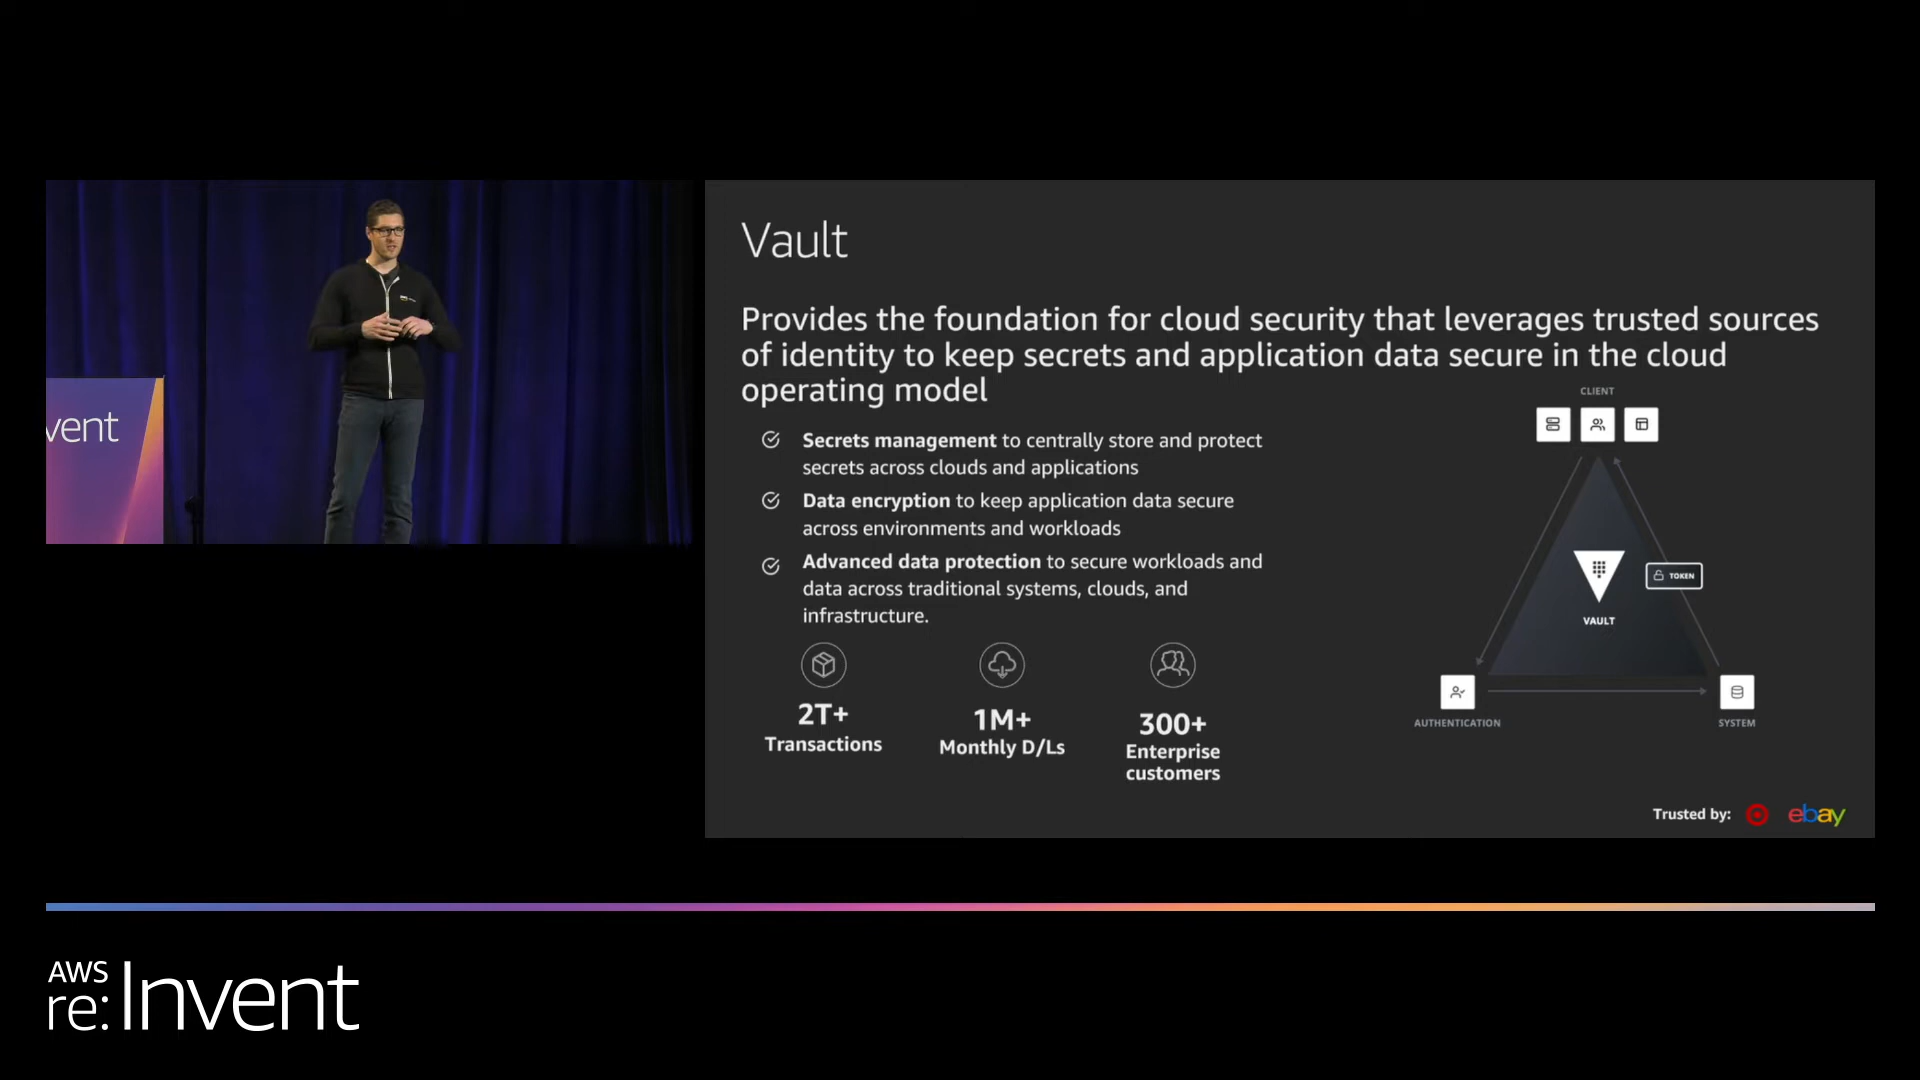 vent
Vault
Provides the foundation for cloud security that leverages trusted sources
of identity to keep secrets and application data secure in the cloud
operating model
Secrets management to centrally store and protect
secrets across clouds and applications
Data encryption to keep application data secure
across environments and workloads
Advanced data protection to secure workloads and
data across traditional systems, clouds, and
infrastructure.
2T+
Transactions
1M+
Monthly D/Ls
300+
Enterprise
customers
CLIENT
TOKEN
VAULT
AUTHENTICATION
SYSTEM
Trusted by:
ebay
AWS
re:Invent